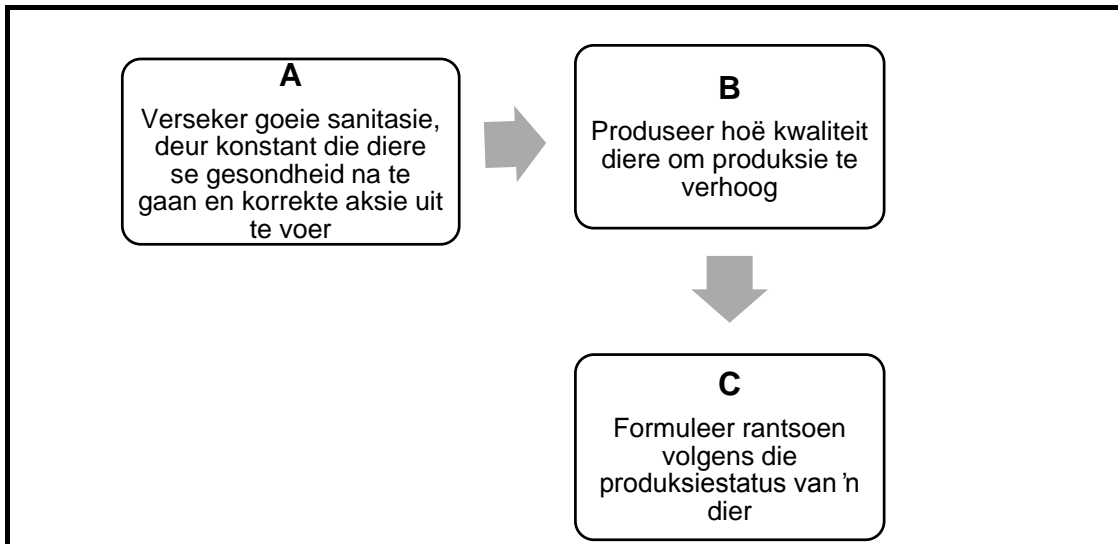 A
Verseker goeie sanitasie,
deur konstant die diere
se gesondheid na te
gaan en korrekte aksie uit
te voer
B
Produseer hoë kwaliteit
diere om produksie te
verhoog
C
Formuleer rantsoen
volgens die
produksiestatus van ’n
dier